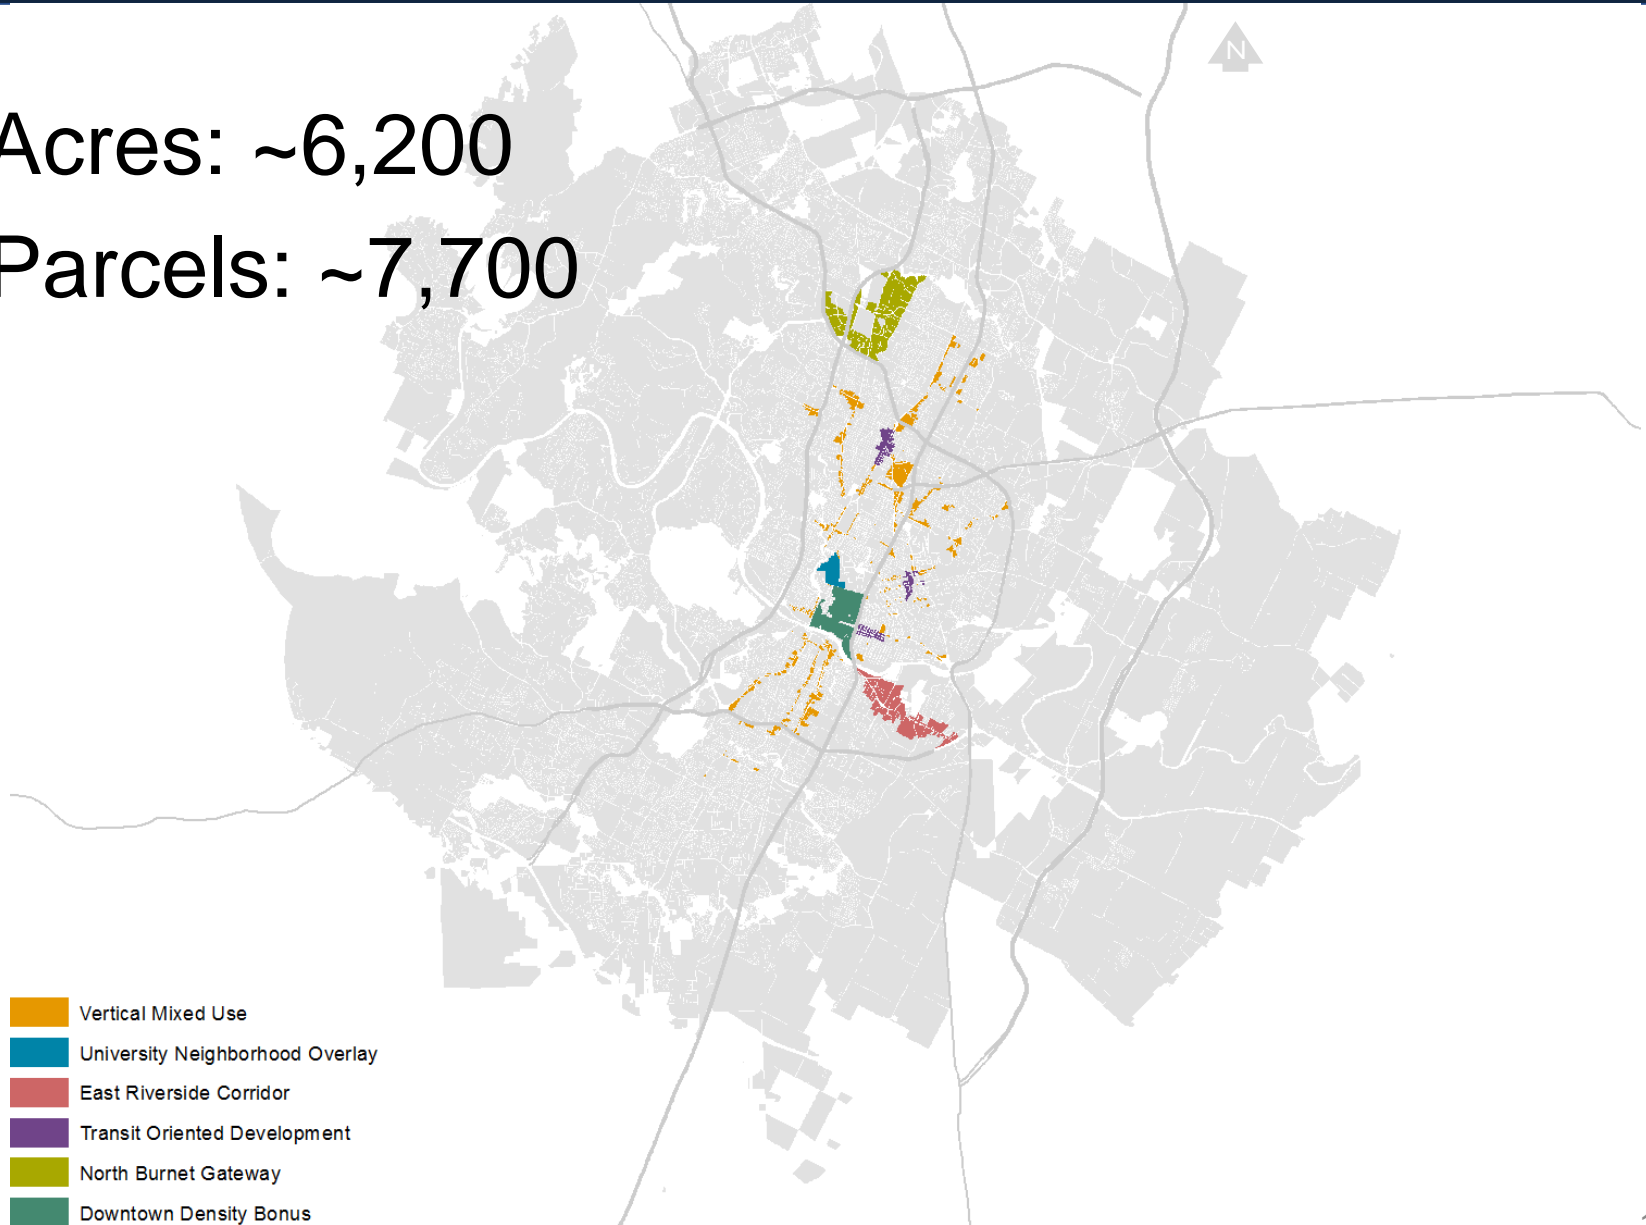 N
Acres: ~6,200
Parcels: ~7,700
Vertical Mixed Use
University Neighborhood Overlay
East Riverside Corridor
Transit Oriented Development
North Burnet Gateway
Downtown Density Bonus